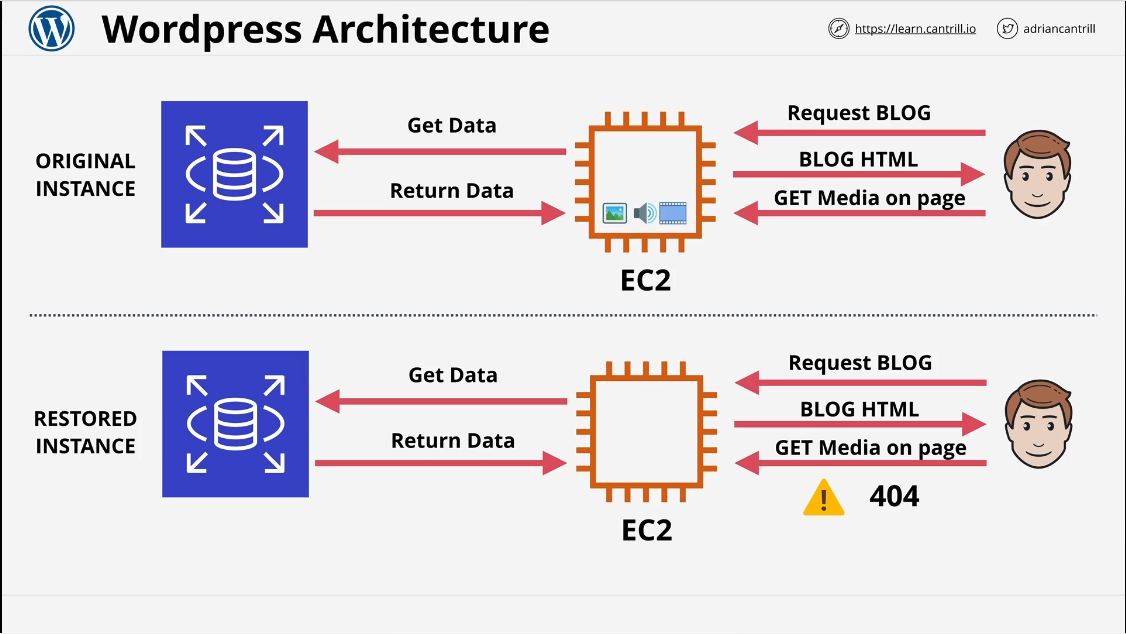 Wordpress Architecture
https://learn.cantrill.io
adriancantrill
ORIGINAL
INSTANCE
Get Data
Return Data
EC2
Request BLOG
BLOG HTML
GET Media on page
RESTORED
INSTANCE
Get Data
Return Data
EC2
Request BLOG
BLOG HTML
GET Media on page
404